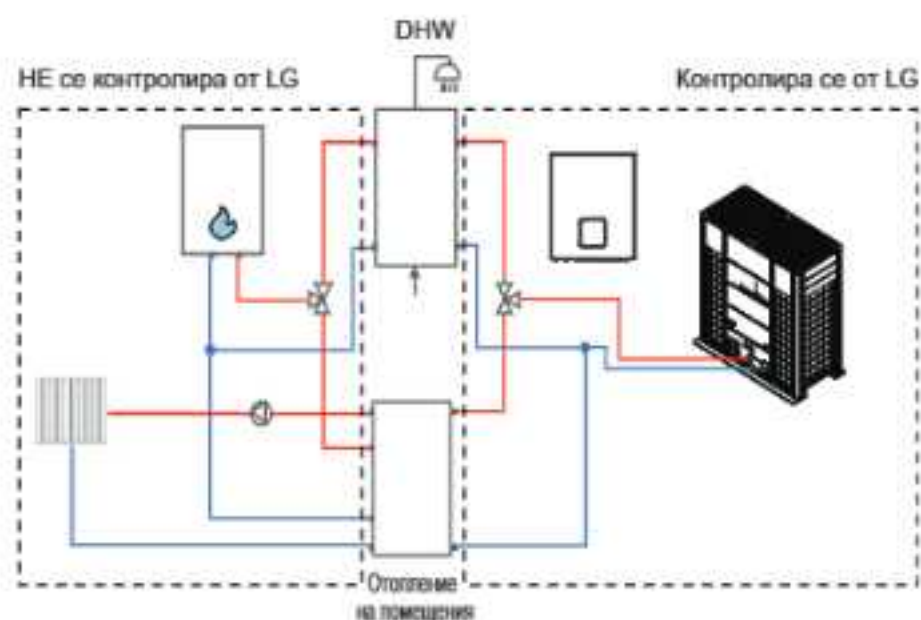 DHW
НЕ се контролира от LG
Контролира се от LG
Отопление
на помещения